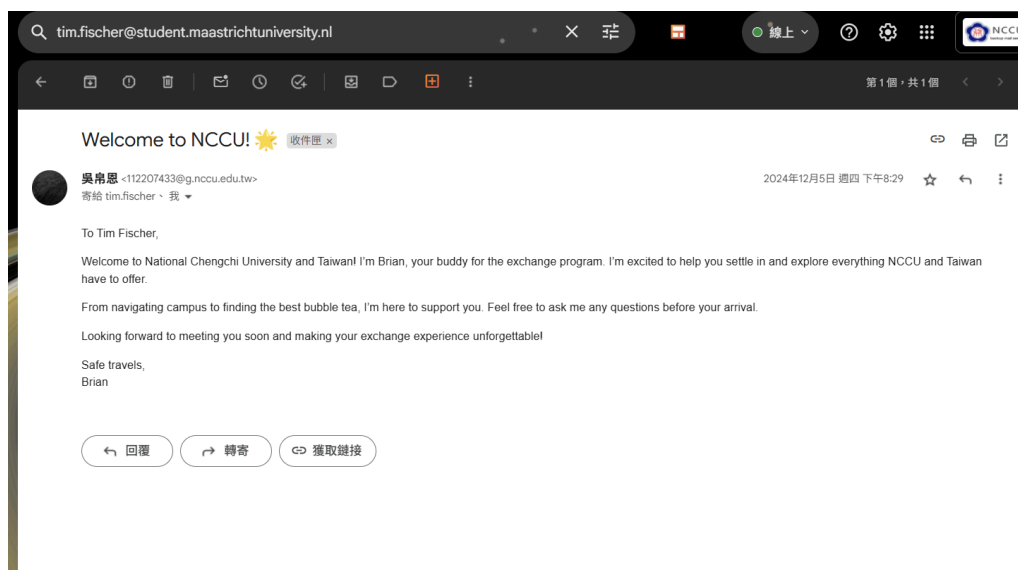 tim.fischer@student.maastrichtuniversity.nl
線上
NCCU
第 1 個，共 1 個
Welcome to NCCU! 🌟 收件匣 ×
吳帛恩 <112207433@g.nccu.edu.tw>
2024年12月5日 週四 下午8:29
寄給 tim.fischer、我
To Tim Fischer,
Welcome to National Chengchi University and Taiwan! I'm Brian, your buddy for the exchange program. I'm excited to help you settle in and explore everything NCCU and Taiwan
have to offer.
From navigating campus to finding the best bubble tea, I'm here to support you. Feel free to ask me any questions before your arrival.
Looking forward to meeting you soon and making your exchange experience unforgettable!
Safe travels,
Brian
回覆
轉寄
獲取鏈接